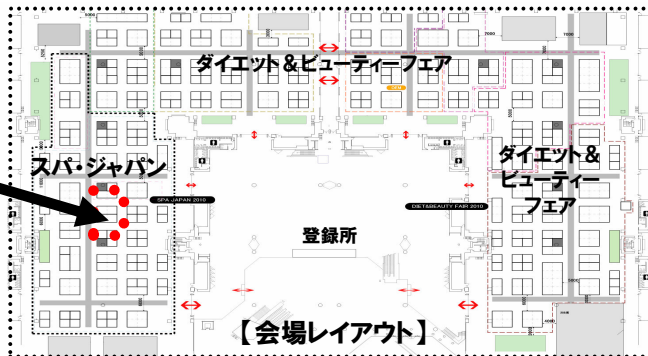 ダイエット＆ビューティーフェア
スパ・ジャパン
SPA JAPAN 2010
DIET&BEAUTY FAIR 2010
ダイエット＆
ビューティー
フェア
登録所
【会場レイアウト】